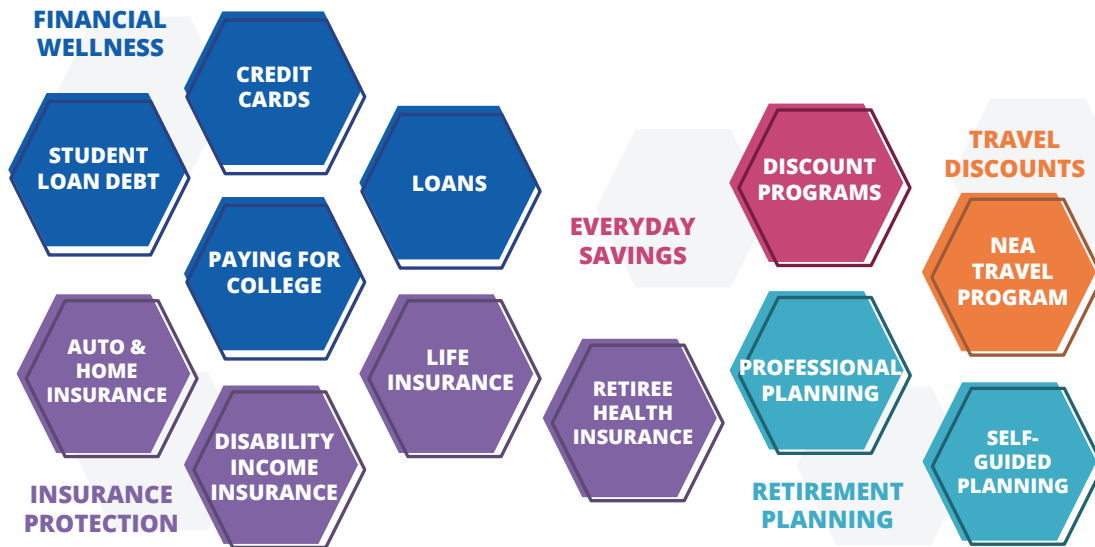 FINANCIAL
WELLNESS
CREDIT
CARDS
STUDENT
LOAN DEBT
LOANS
PAYING FOR
COLLEGE
AUTO &
HOME
INSURANCE
LIFE
INSURANCE
DISABILITY
INCOME
INSURANCE
RETIREE
HEALTH
INSURANCE
INSURANCE
PROTECTION
EVERYDAY
SAVINGS
DISCOUNT
PROGRAMS
TRAVEL
DISCOUNTS
NEA
TRAVEL
PROGRAM
PROFESSIONAL
PLANNING
SELF-
GUIDED
PLANNING
RETIREMENT
PLANNING